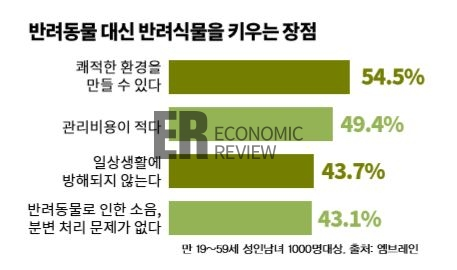 반려동물 대신 반려식물을 키우는 장점
쾌적한 환경을
만들 수 있다
54.5%
관리비용이 적다
49.4%
ER ECONOMIC
REVIEW
일상생활에
방해되지 않는다
43.7%
반려동물로 인한 소음,
분변 처리 문제가 없다
43.1%
만 19~59세 성인남녀 1000명대상, 출처: 엠브레인